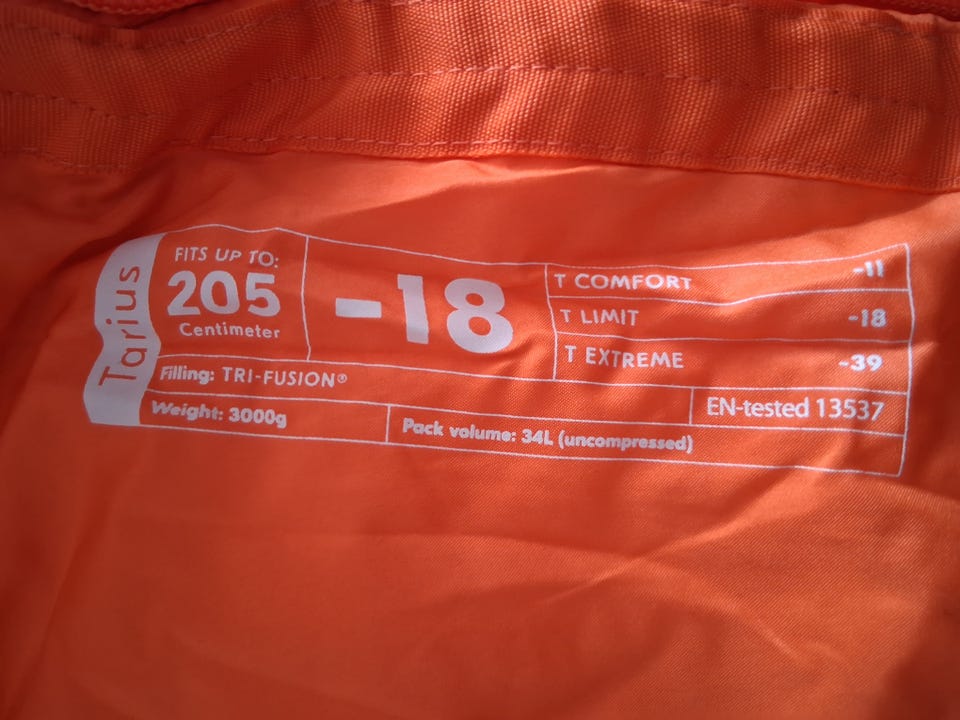 Tarius
FITS UP TO:
205
Centimeter
-18
T COMFORT -11
T LIMIT -18
T EXTREME -39
Filling: TRI-FUSION®
EN-tested 13537
Weight: 3000g
Pack volume: 34L (uncompressed)